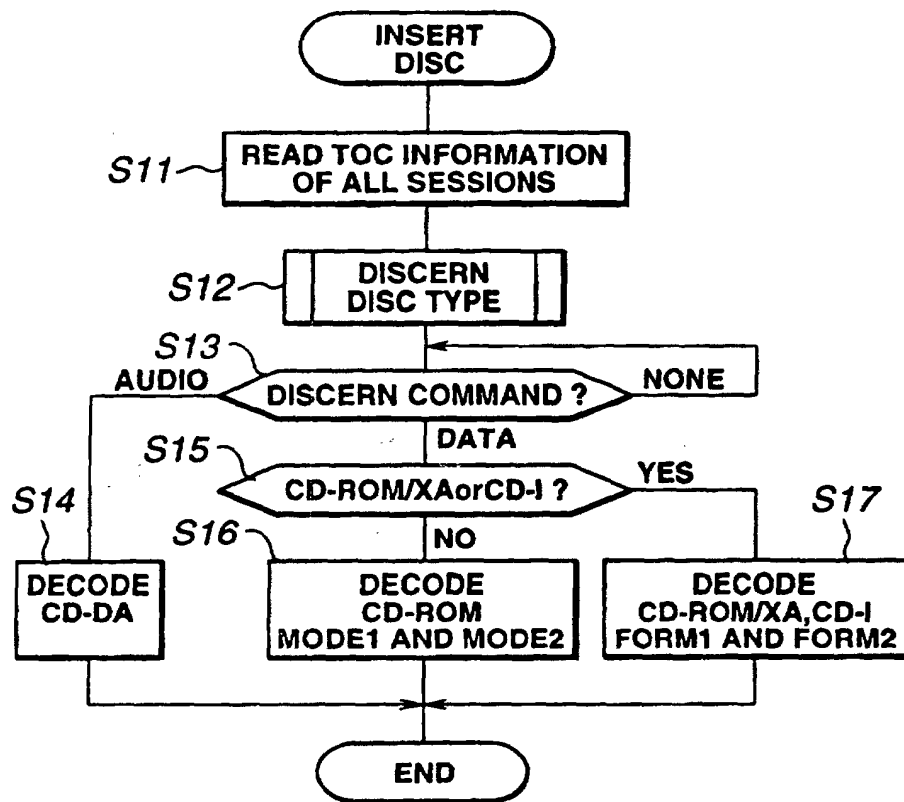 INSERT
DISC
S11
READ TOC INFORMATION
OF ALL SESSIONS
S12
DISCERN
DISC TYPE
S13
AUDIO
DISCERN COMMAND ?
NONE
DATA
S15
CD-ROM/XAorCD-I ?
YES
S14
S16
NO
S17
DECODE
CD-DA
DECODE
CD-ROM
MODE1 AND MODE2
DECODE
CD-ROM/XA,CD-I
FORM1 AND FORM2
END